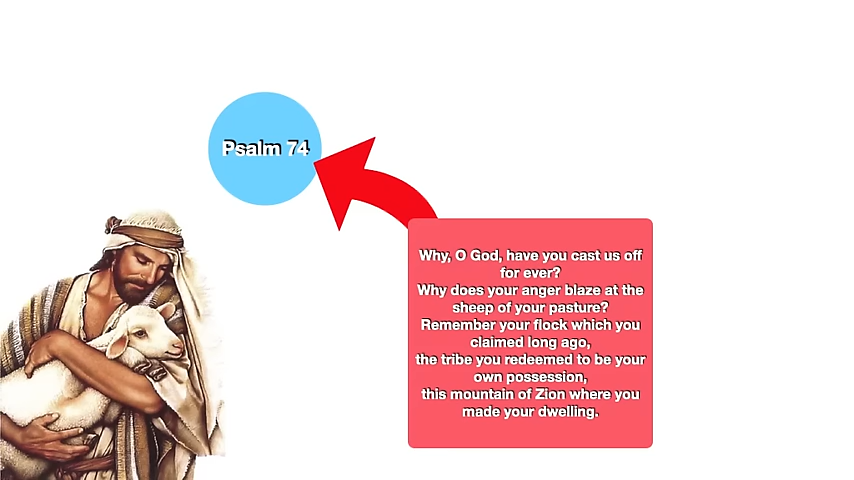 Psalm 74
Why, O God, have you cast us off
for ever?
Why does your anger blaze at the
sheep of your pasture?
Remember your flock which you
claimed long ago,
the tribe you redeemed to be your
own possession,
this mountain of Zion where you
made your dwelling.